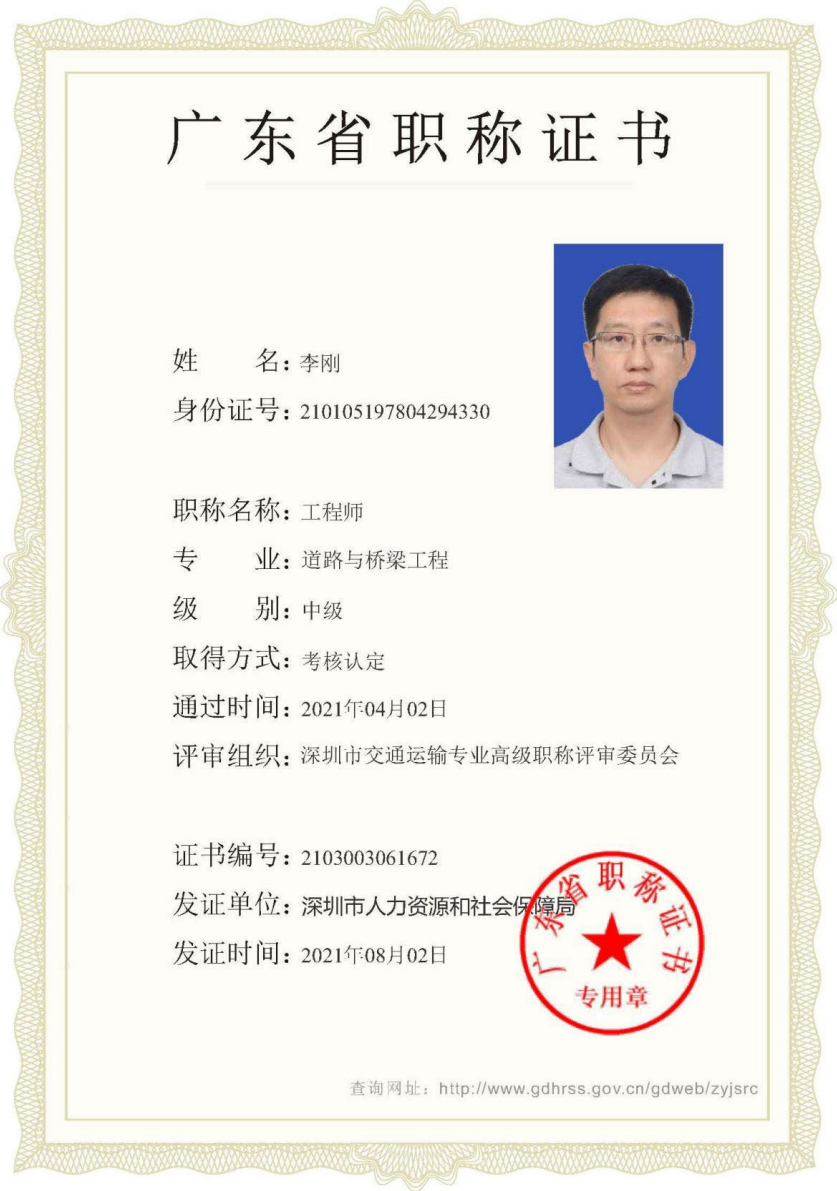 广东省职称证书
姓名：李刚
身份证号：210105197804294330
职称名称：工程师
专业：道路与桥梁工程
级别：中级
取得方式：考核认定
通过时间：2021年04月02日
评审组织：深圳市交通运输专业高级职称评审委员会
证书编号：2103003061672
发证单位：深圳市人力资源和社会保障局
发证时间：2021年08月02日
广东省职称证书
专用章
查询网址：http://www.gdhrss.gov.cn/gdweb/zyjsrc